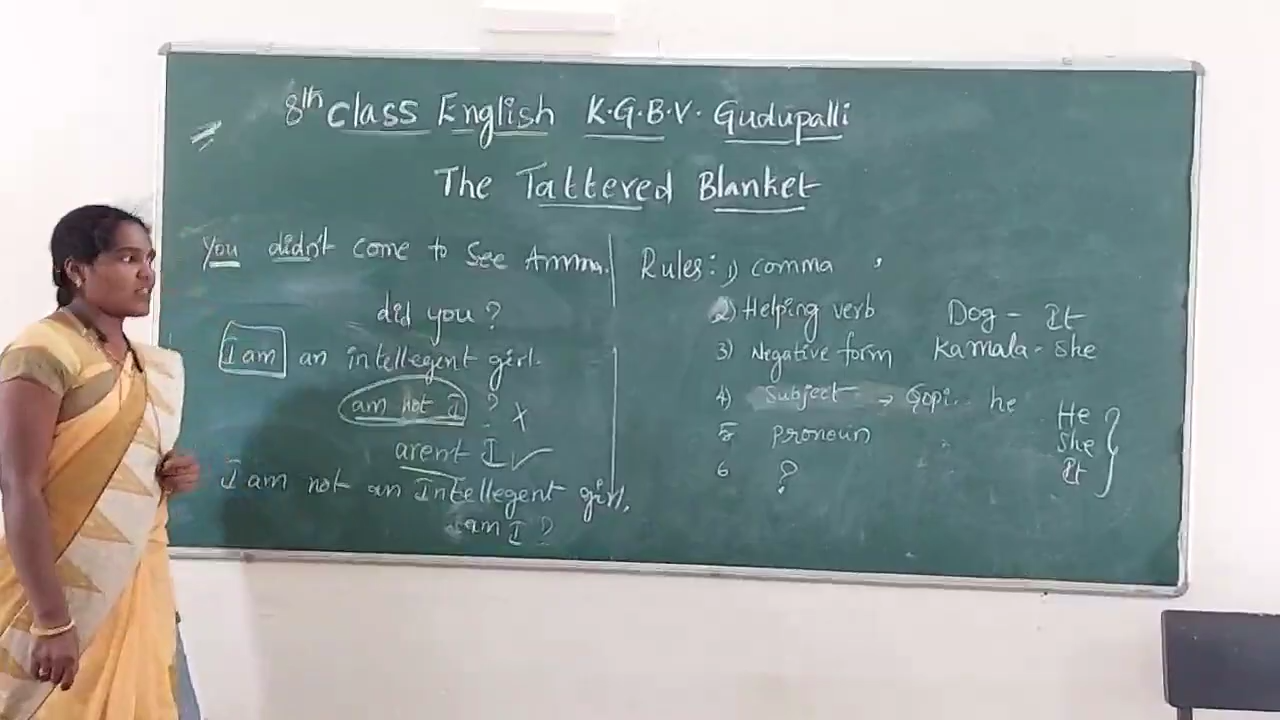 8th class English K.G.B.V. Gudupalli
The Tattered Blanket
You didn't come to see Amma.
did you?
I am an intellegent girl.
am not I ? x
arent I ✓
I am not an Intellegent girl,
am I ?
Rules: 1) comma ,
2) Helping verb
3) Negative form
4) Subject → Gopi.. he
5 pronoun
6 ?
Dog - It
Kamala - She
He
She
It